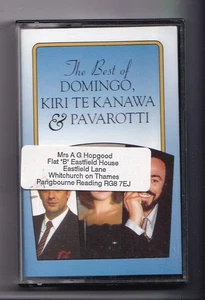 The Best of
DOMINGO,
KIRI TE KANAWA
& PAVAROTTI
Mrs A G Hopgood
Flat "B" Eastfield House
Eastfield Lane
Whitchurch on Thames
Pangbourne Reading RG8 7EJ